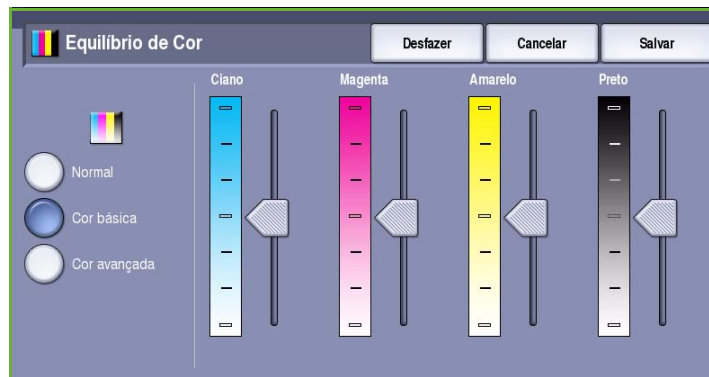 Equilíbrio de Cor
Desfazer
Cancelar
Salvar
Ciano
Magenta
Amarelo
Preto
Normal
Cor básica
Cor avançada